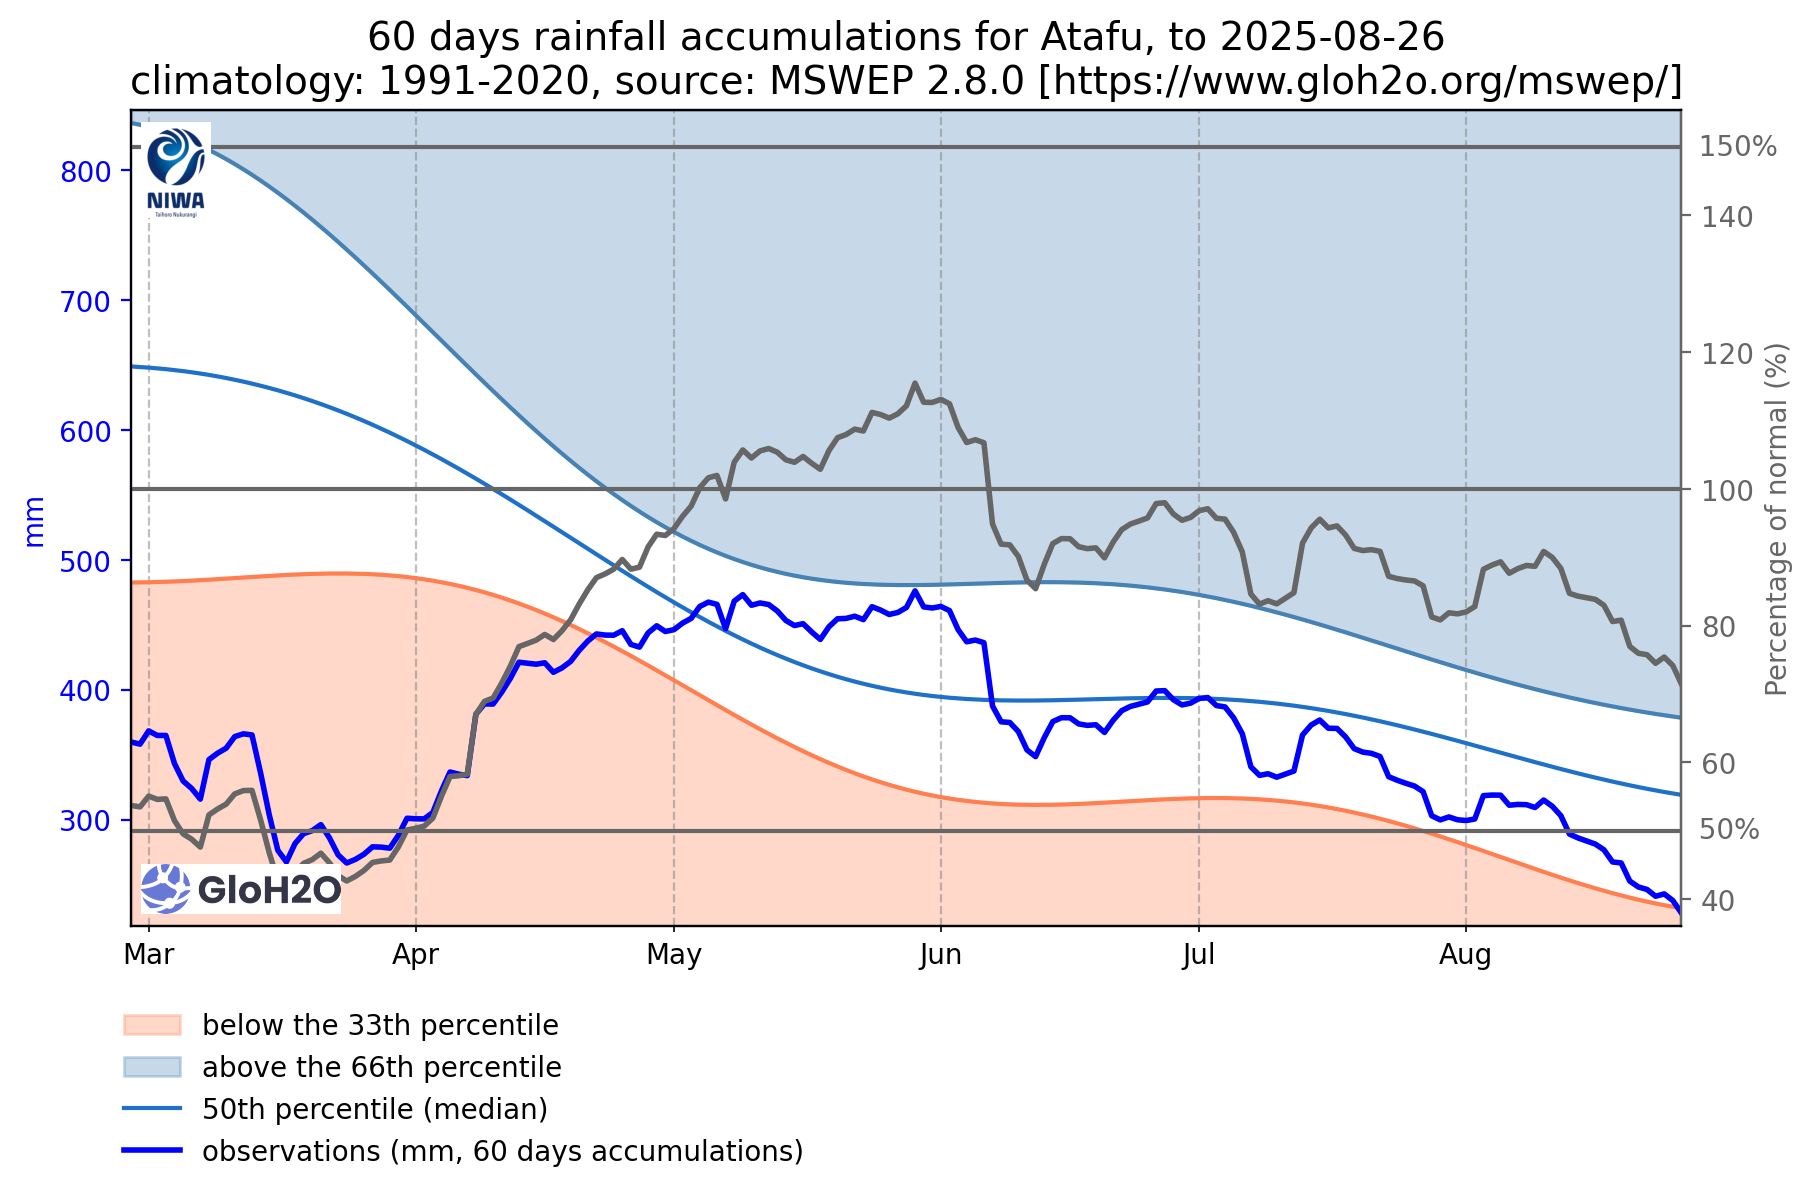 60 days rainfall accumulations for Atafu, to 2025-08-26
climatology: 1991-2020, source: MSWEP 2.8.0 [https://www.gloh2o.org/mswep/]
NIWA
Taihoro Nukurangi
800
700
600
500
400
300
mm
150%
140
120
100
80
60
50%
40
Percentage of normal (%)
GloH2O
Mar
Apr
May
Jun
Jul
Aug
below the 33th percentile
above the 66th percentile
50th percentile (median)
observations (mm, 60 days accumulations)